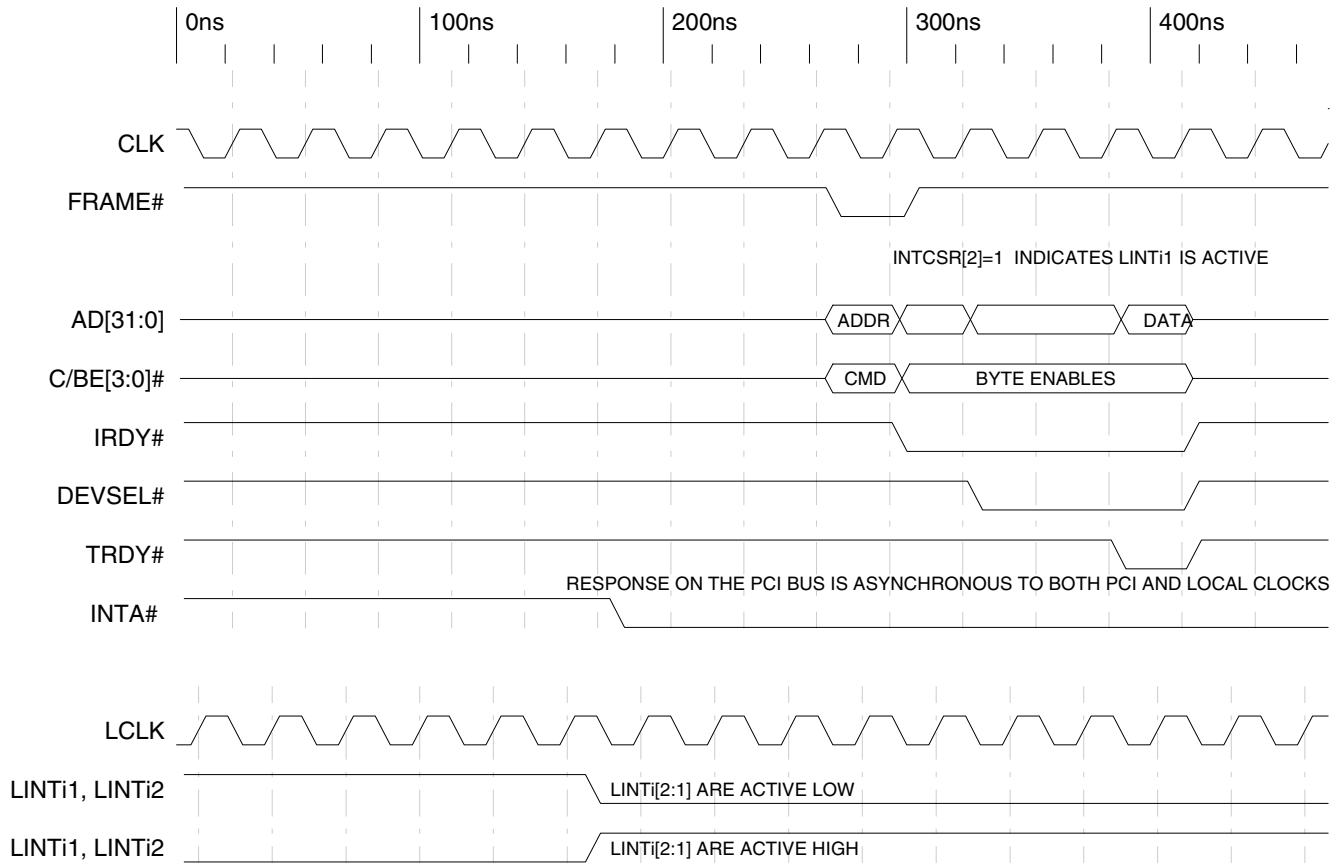 0ns 100ns 200ns 300ns 400ns
CLK
FRAME#
INTCSR[2]=1 INDICATES LINTi1 IS ACTIVE
AD[31:0] ADDR DATA
C/BE[3:0]# CMD BYTE ENABLES
IRDY#
DEVSEL#
TRDY#
RESPONSE ON THE PCI BUS IS ASYNCHRONOUS TO BOTH PCI AND LOCAL CLOCKS
INTA#
LCLK
LINTi1, LINTi2 LINTi[2:1] ARE ACTIVE LOW
LINTi1, LINTi2 LINTi[2:1] ARE ACTIVE HIGH